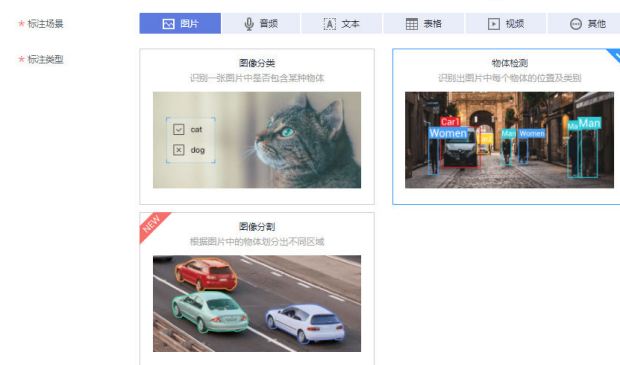 * 标注场景
图片
音频
文本
表格
视频
其他
* 标注类型
图像分类
识别一张图片中是否包含某种物体
cat
dog
物体检测
识别出图片中每个物体的位置及类别
Car1
Women
Man
Women
Man
NEW
图像分割
根据图片中的物体划分出不同区域